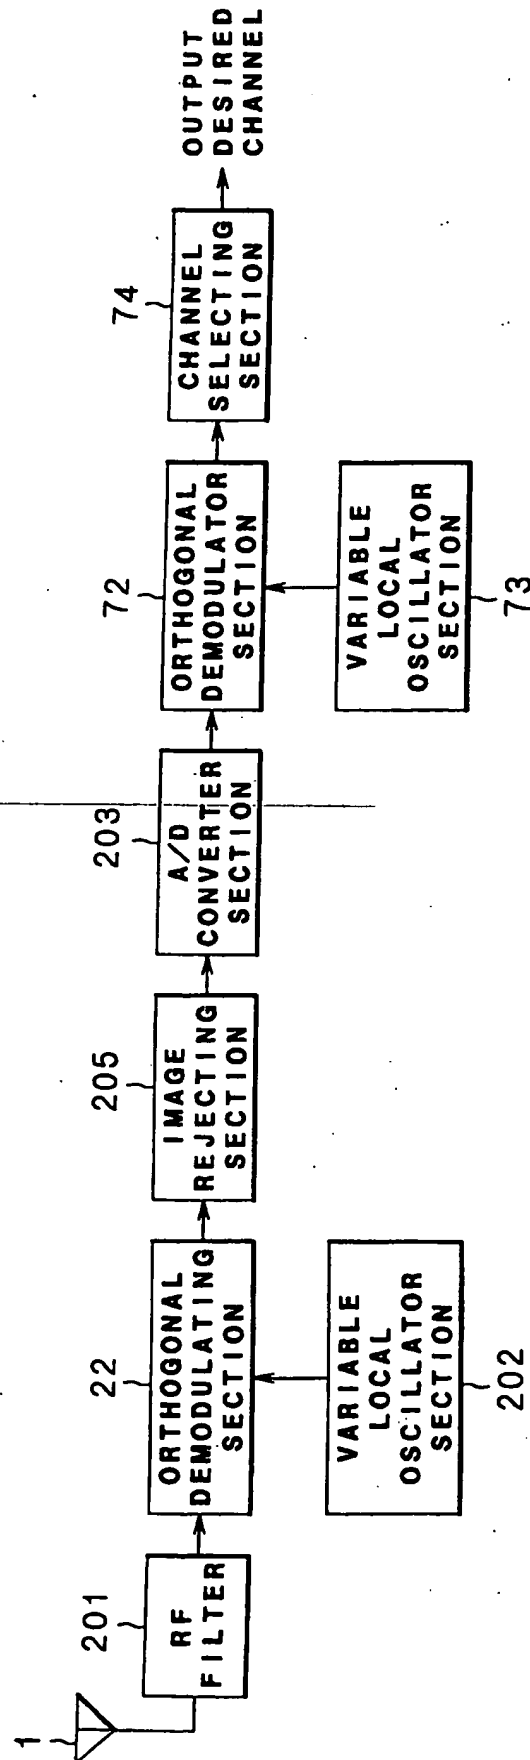 1
201
RF
FILTER
22
ORTHOGONAL
DEMODULATING
SECTION
VARIABLE
LOCAL
OSCILLATOR
SECTION
202
205
IMAGE
REJECTING
SECTION
203
A/D
CONVERTER
SECTION
72
ORTHOGONAL
DEMODULATOR
SECTION
VARIABLE
LOCAL
OSCILLATOR
SECTION
73
74
CHANNEL
SELECTING
SECTION
OUTPUT
DESIRED
CHANNEL